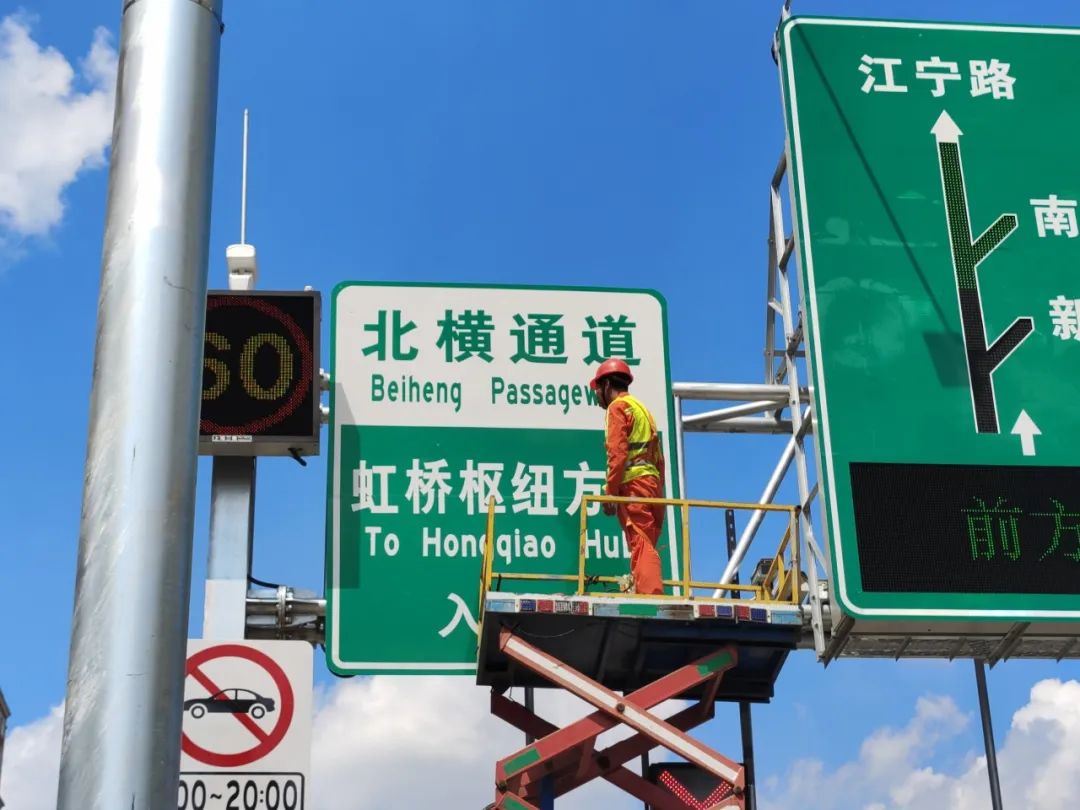 北横通道
Beiheng Passagew
虹桥枢纽方
To Hongqiao Hub
入
60
00~20:00
江宁路
南
新
前方